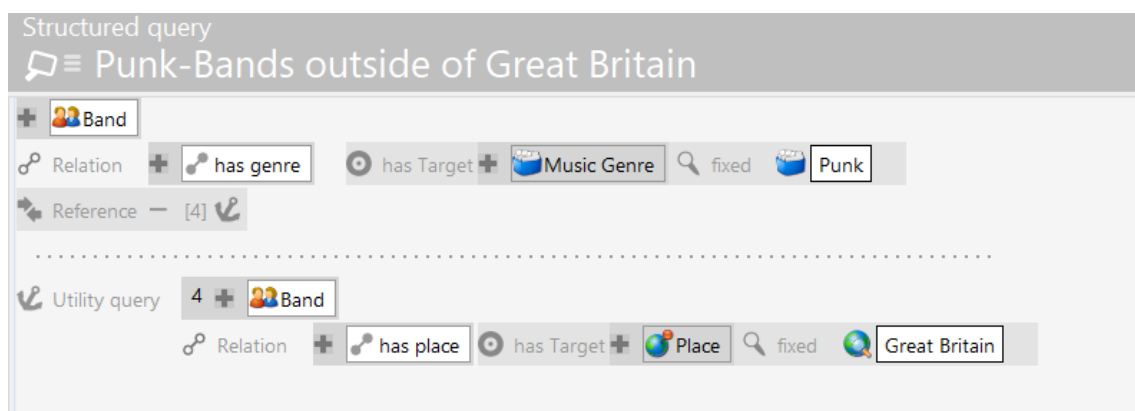 Structured query
Punk-Bands outside of Great Britain
Band
Relation has genre has Target Music Genre fixed Punk
Reference [4]
Utility query 4 Band
Relation has place has Target Place fixed Great Britain